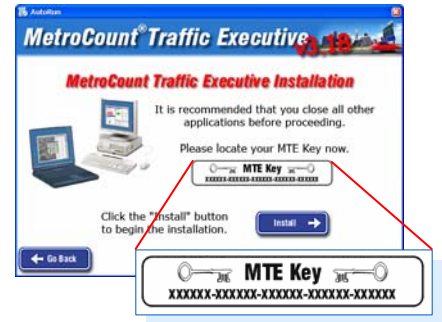 AutoRun
MetroCount® Traffic Executive v3.18
MetroCount Traffic Executive Installation
It is recommended that you close all other
applications before proceeding.
Please locate your MTE Key now.
MTE Key
xxxxxx-xxxxxx-xxxxxx-xxxxxx-xxxxxx
Click the "Install" button
to begin the installation.
Install
Go Back
MTE Key
xxxxxx-xxxxxx-xxxxxx-xxxxxx-xxxxxx